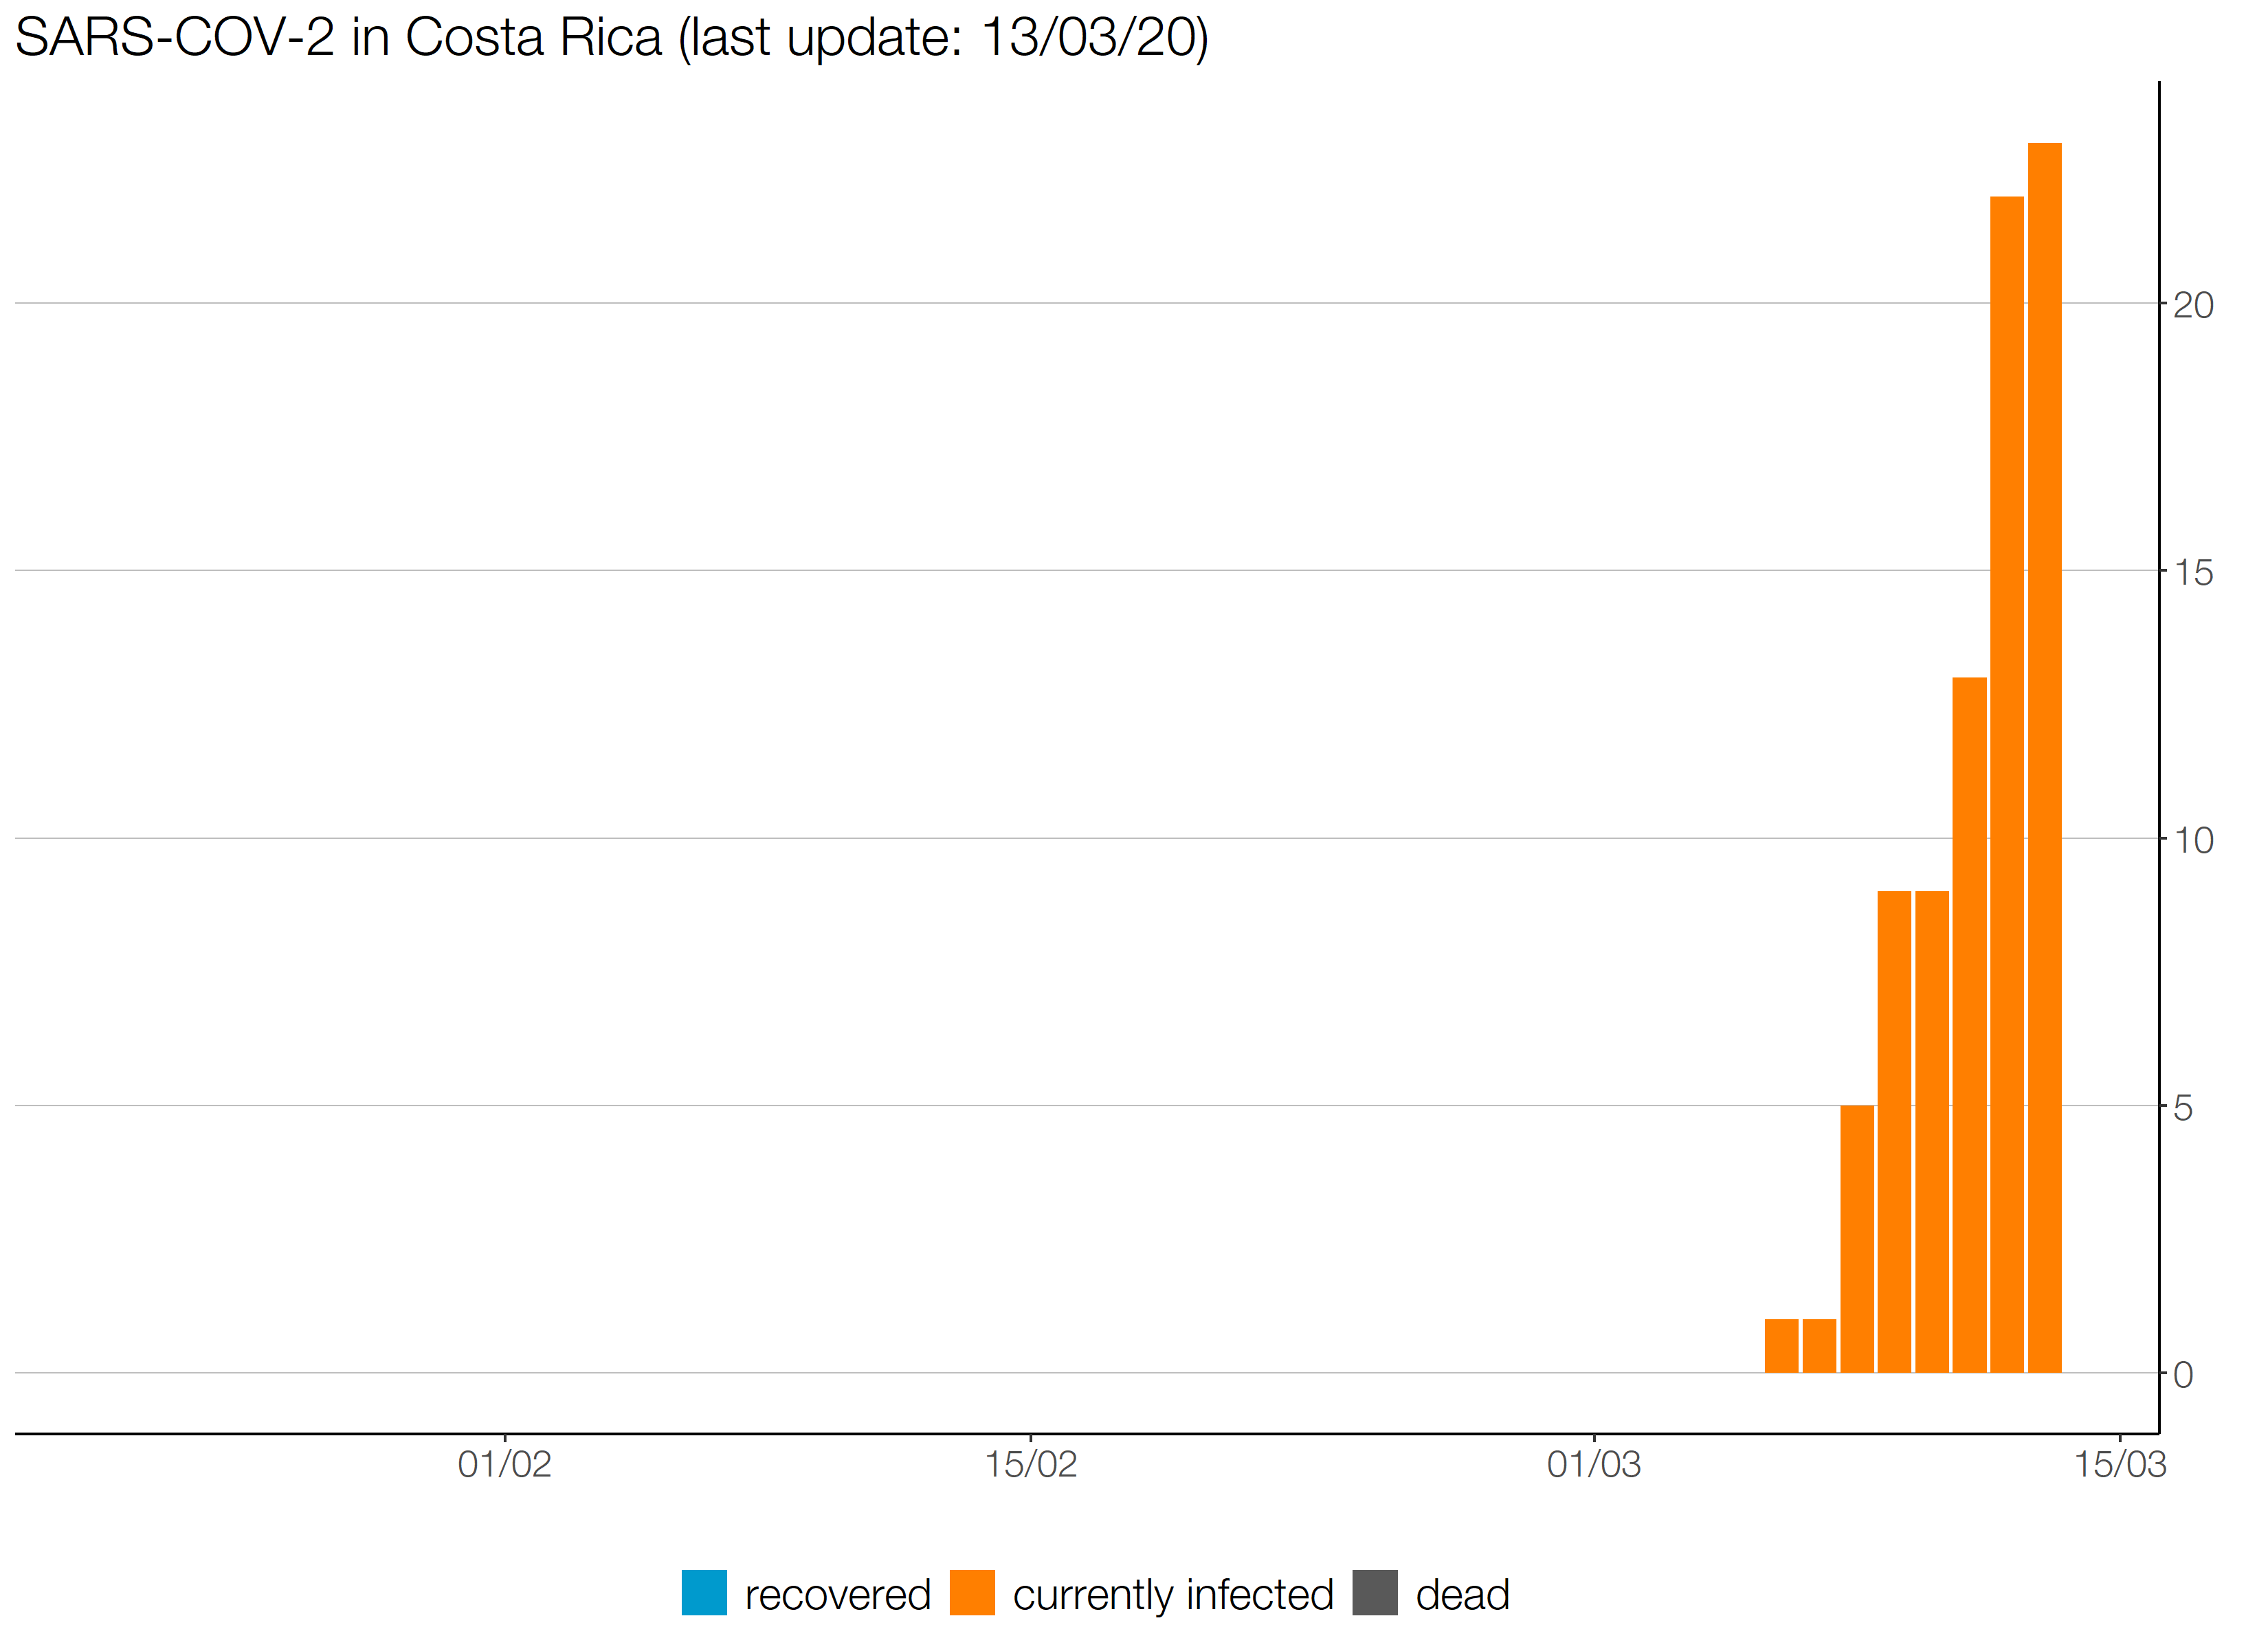 SARS-COV-2 in Costa Rica (last update: 13/03/20)
20
15
10
5
0
01/02 15/02 01/03 15/03
recovered currently infected dead